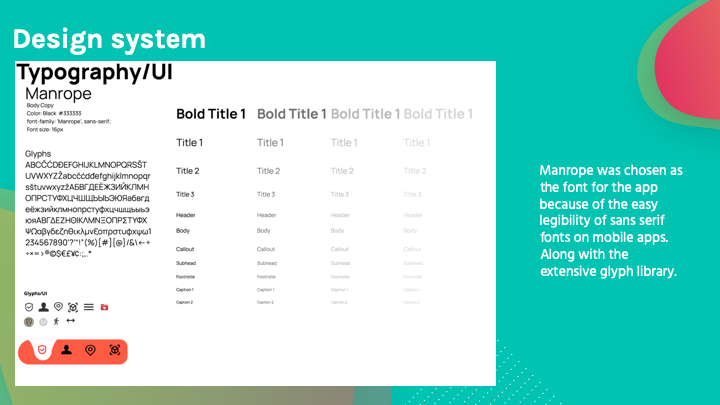 Design system
Typography/UI
Manrope
Body Copy
Color: Black #333333
font-family: 'Manrope', sans-serif;
Font size: 16px
Glyphs
ABCČĆDĐEFGHIJKLMNOPQRSŠT
UVWXYZŽabcčćdđefghijklmnopqr
sštuvwxyzžАБВГДЕЁЖЗИЙКЛМН
ОПРСТУФХЦЧШЩЬЫЪЭЮЯабвгд
еёжзийклмнопрстуфхцчшщьыъэ
юяΑΒΓΔΕΖΗΘΙΚΛΜΝΞΟΠΡΣΤΥΦΧ
ΨΩαβγδεζηθικλμνξοπρστυφχψω1
234567890'?'"!"(%)[#]{@}/&\<-+
÷×=>®©$€£¥¢:;,.*
Bold Title 1 Bold Title 1 Bold Title 1 Bold Title 1
Title 1 Title 1 Title 1 Title 1
Title 2 Title 2 Title 2 Title 2
Title 3 Title 3 Title 3 Title 3
Header Header Header Header
Body Body Body Body
Callout Callout Callout Callout
Subhead Subhead Subhead Subhead
Footnote Footnote Footnote Footnote
Caption 1 Caption 1 Caption 1 Caption 1
Caption 2 Caption 2 Caption 2 Caption 2
Glyphs/UI
Manrope was chosen as
the font for the app
because of the easy
legibility of sans serif
fonts on mobile apps.
Along with the
extensive glyph library.